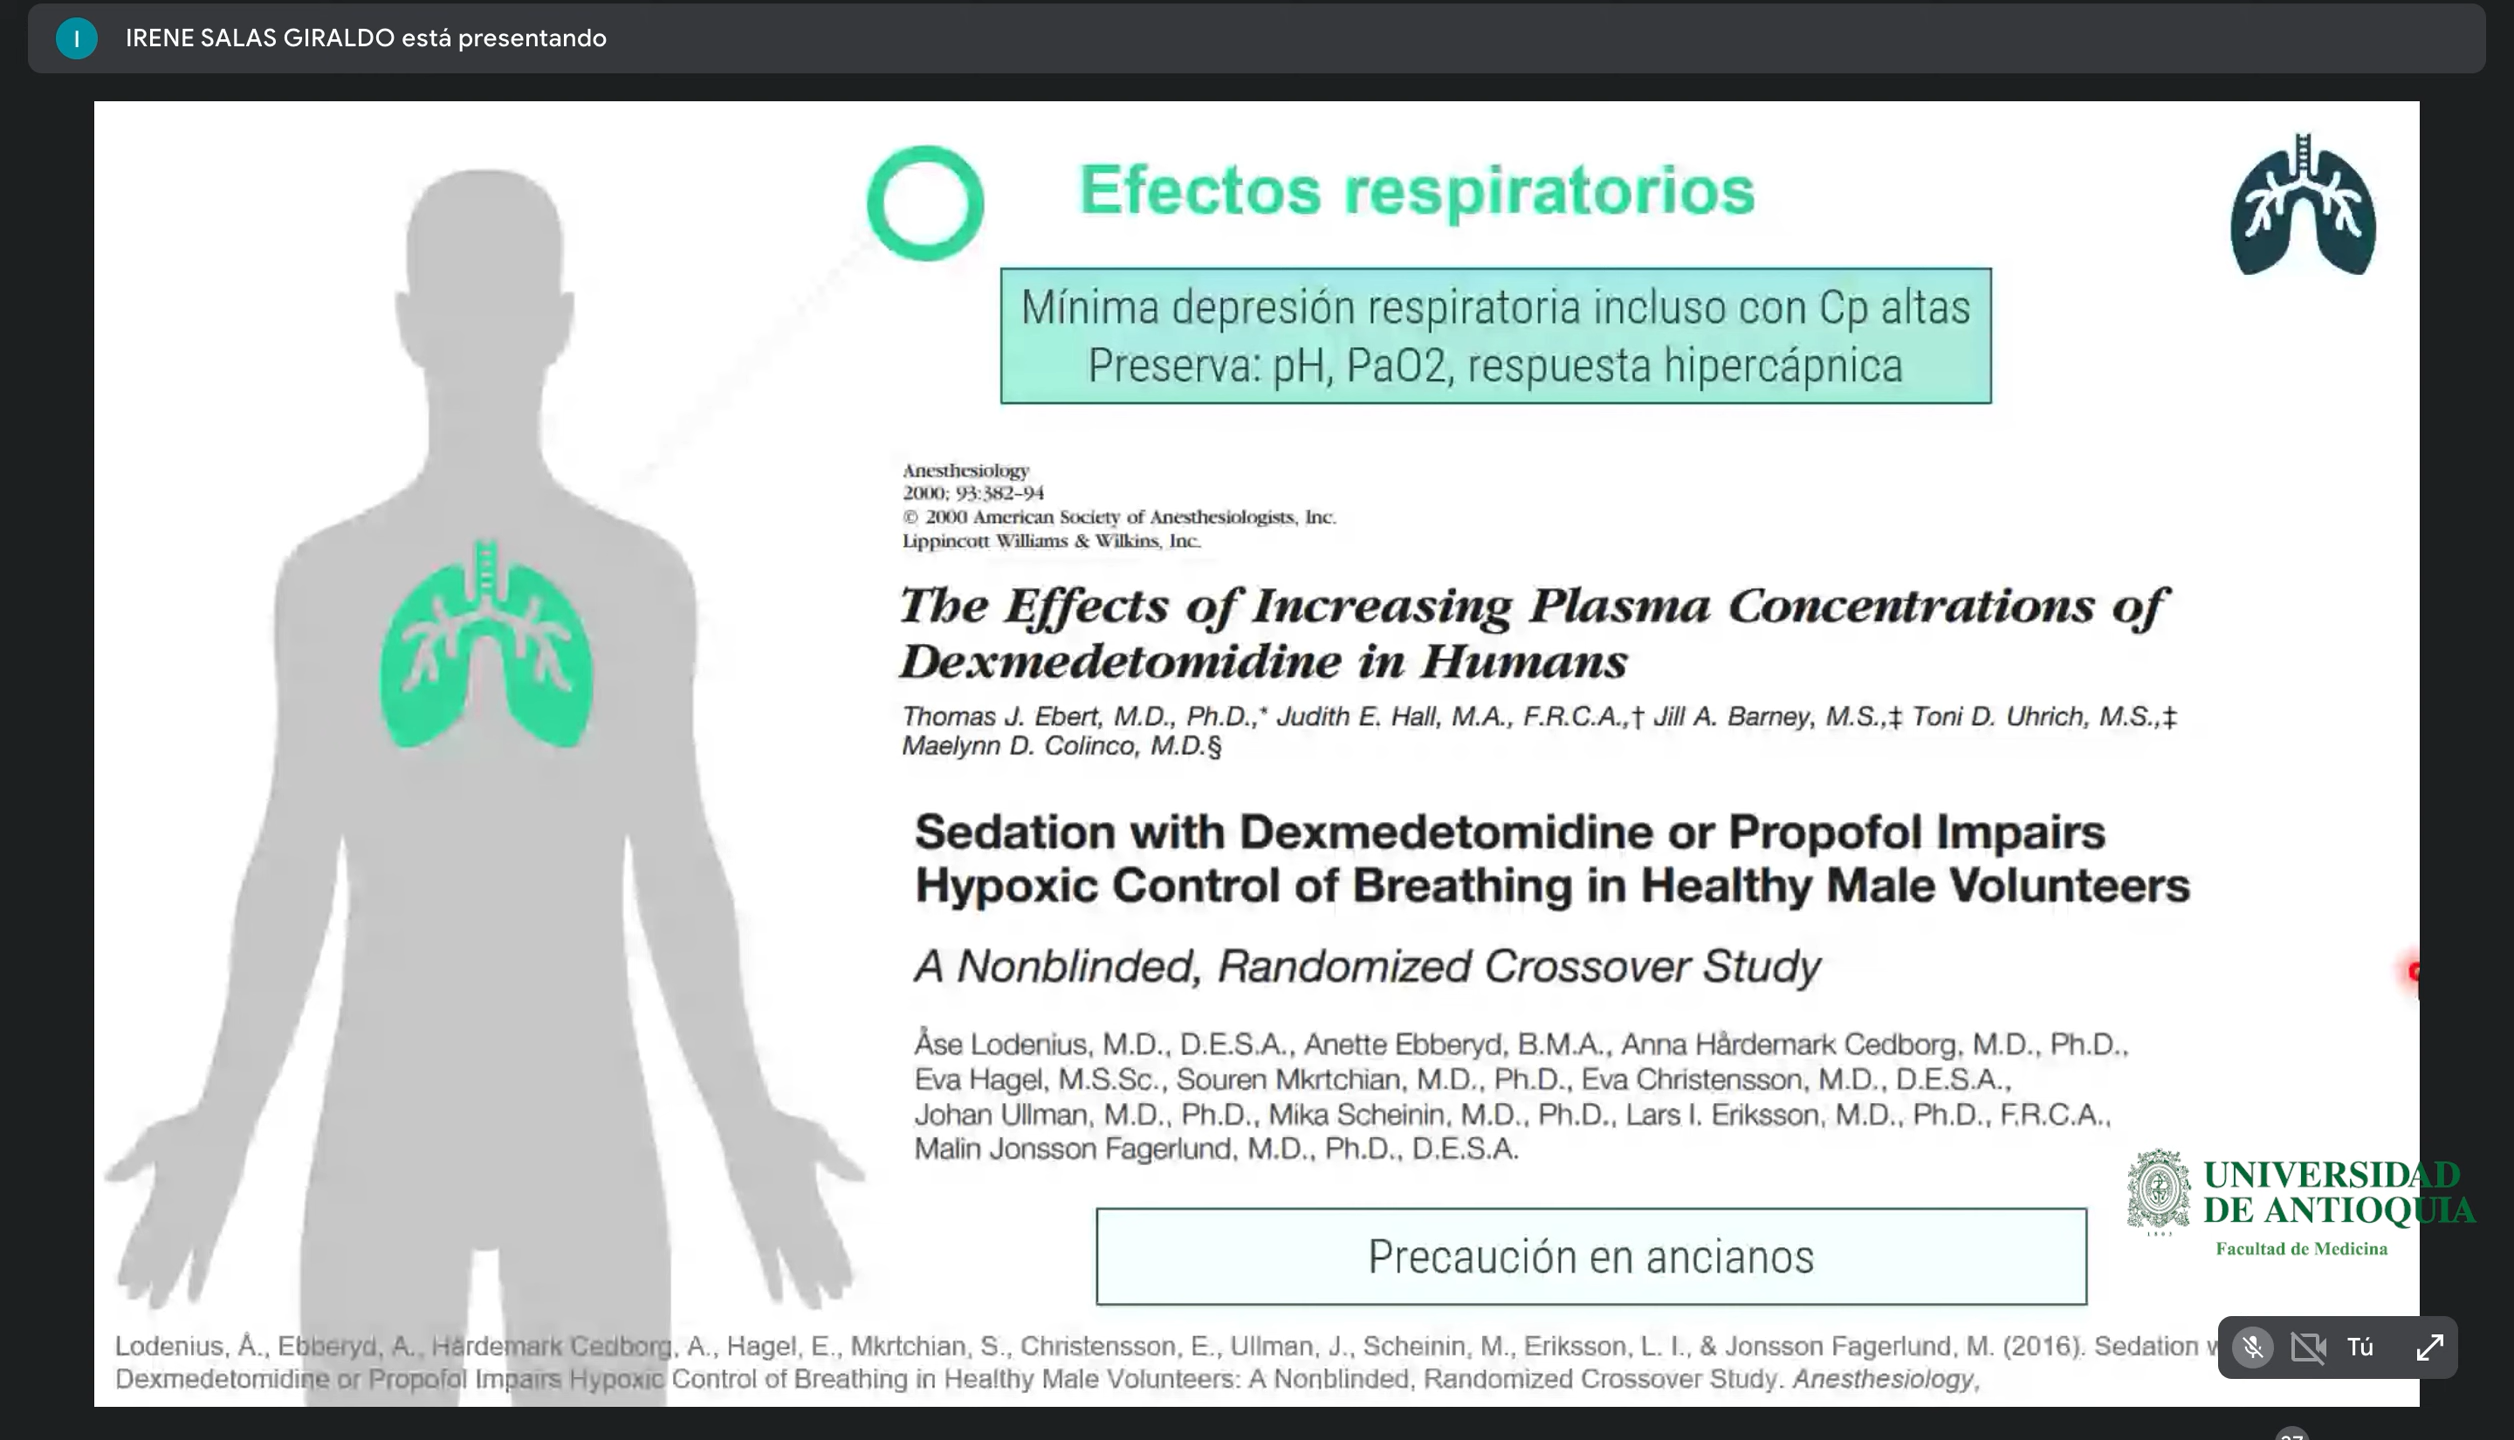 I
IRENE SALAS GIRALDO está presentando
Efectos respiratorios
Mínima depresión respiratoria incluso con Cp altas
Preserva: pH, PaO2, respuesta hipercápnica
Anesthesiology
2000; 93:382–94
© 2000 American Society of Anesthesiologists, Inc.
Lippincott Williams & Wilkins, Inc.
The Effects of Increasing Plasma Concentrations of
Dexmedetomidine in Humans
Thomas J. Ebert, M.D., Ph.D.,* Judith E. Hall, M.A., F.R.C.A.,† Jill A. Barney, M.S.,‡ Toni D. Uhrich, M.S.,‡
Maelynn D. Colinco, M.D.§
Sedation with Dexmedetomidine or Propofol Impairs
Hypoxic Control of Breathing in Healthy Male Volunteers
A Nonblinded, Randomized Crossover Study
Åse Lodenius, M.D., D.E.S.A., Anette Ebberyd, B.M.A., Anna Hårdemark Cedborg, M.D., Ph.D.,
Eva Hagel, M.S.Sc., Souren Mkrtchian, M.D., Ph.D., Eva Christensson, M.D., D.E.S.A.,
Johan Ullman, M.D., Ph.D., Mika Scheinin, M.D., Ph.D., Lars I. Eriksson, M.D., Ph.D., F.R.C.A.,
Malin Jonsson Fagerlund, M.D., Ph.D., D.E.S.A.
UNIVERSIDAD
DE ANTIOQUIA
1803
Facultad de Medicina
Precaución en ancianos
Lodenius, Å., Ebberyd, A., Hårdemark Cedborg, A., Hagel, E., Mkrtchian, S., Christensson, E., Ullman, J., Scheinin, M., Eriksson, L. I., & Jonsson Fagerlund, M. (2016). Sedation
Dexmedetomidine or Propofol Impairs Hypoxic Control of Breathing in Healthy Male Volunteers: A Nonblinded, Randomized Crossover Study. Anesthesiology,
Tú